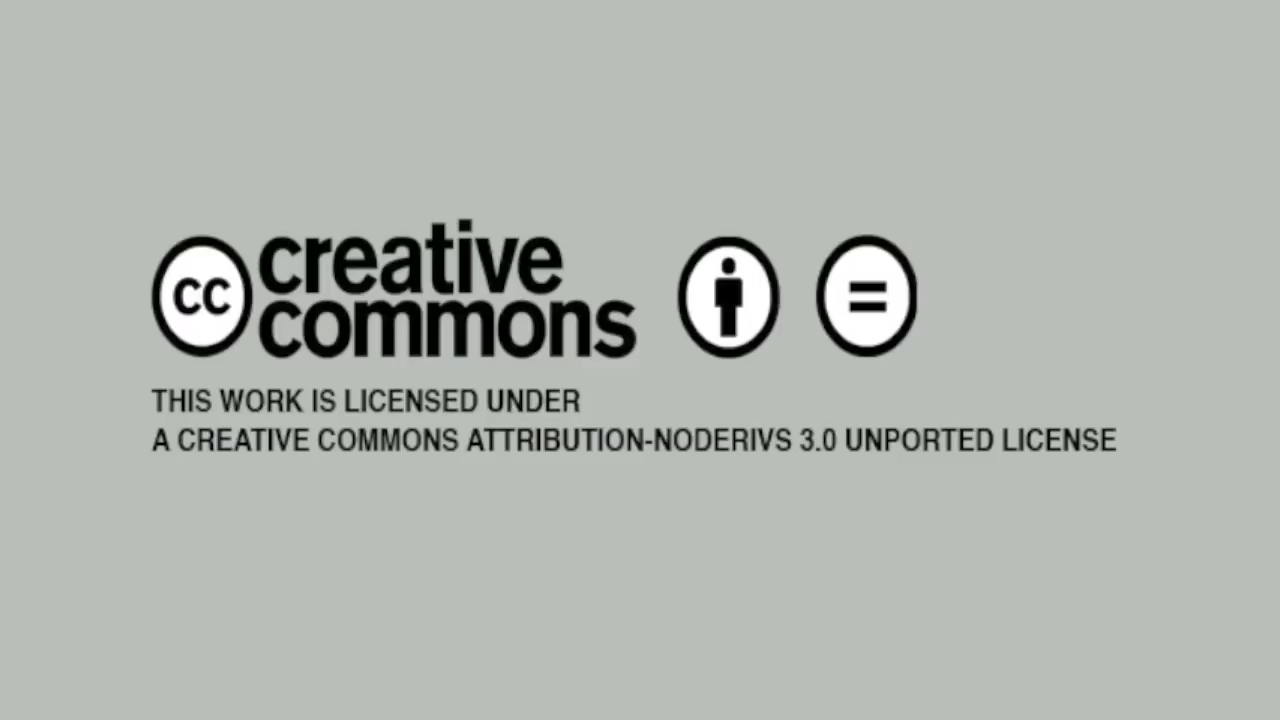 cc creative
commons
=
THIS WORK IS LICENSED UNDER
A CREATIVE COMMONS ATTRIBUTION-NODERIVS 3.0 UNPORTED LICENSE